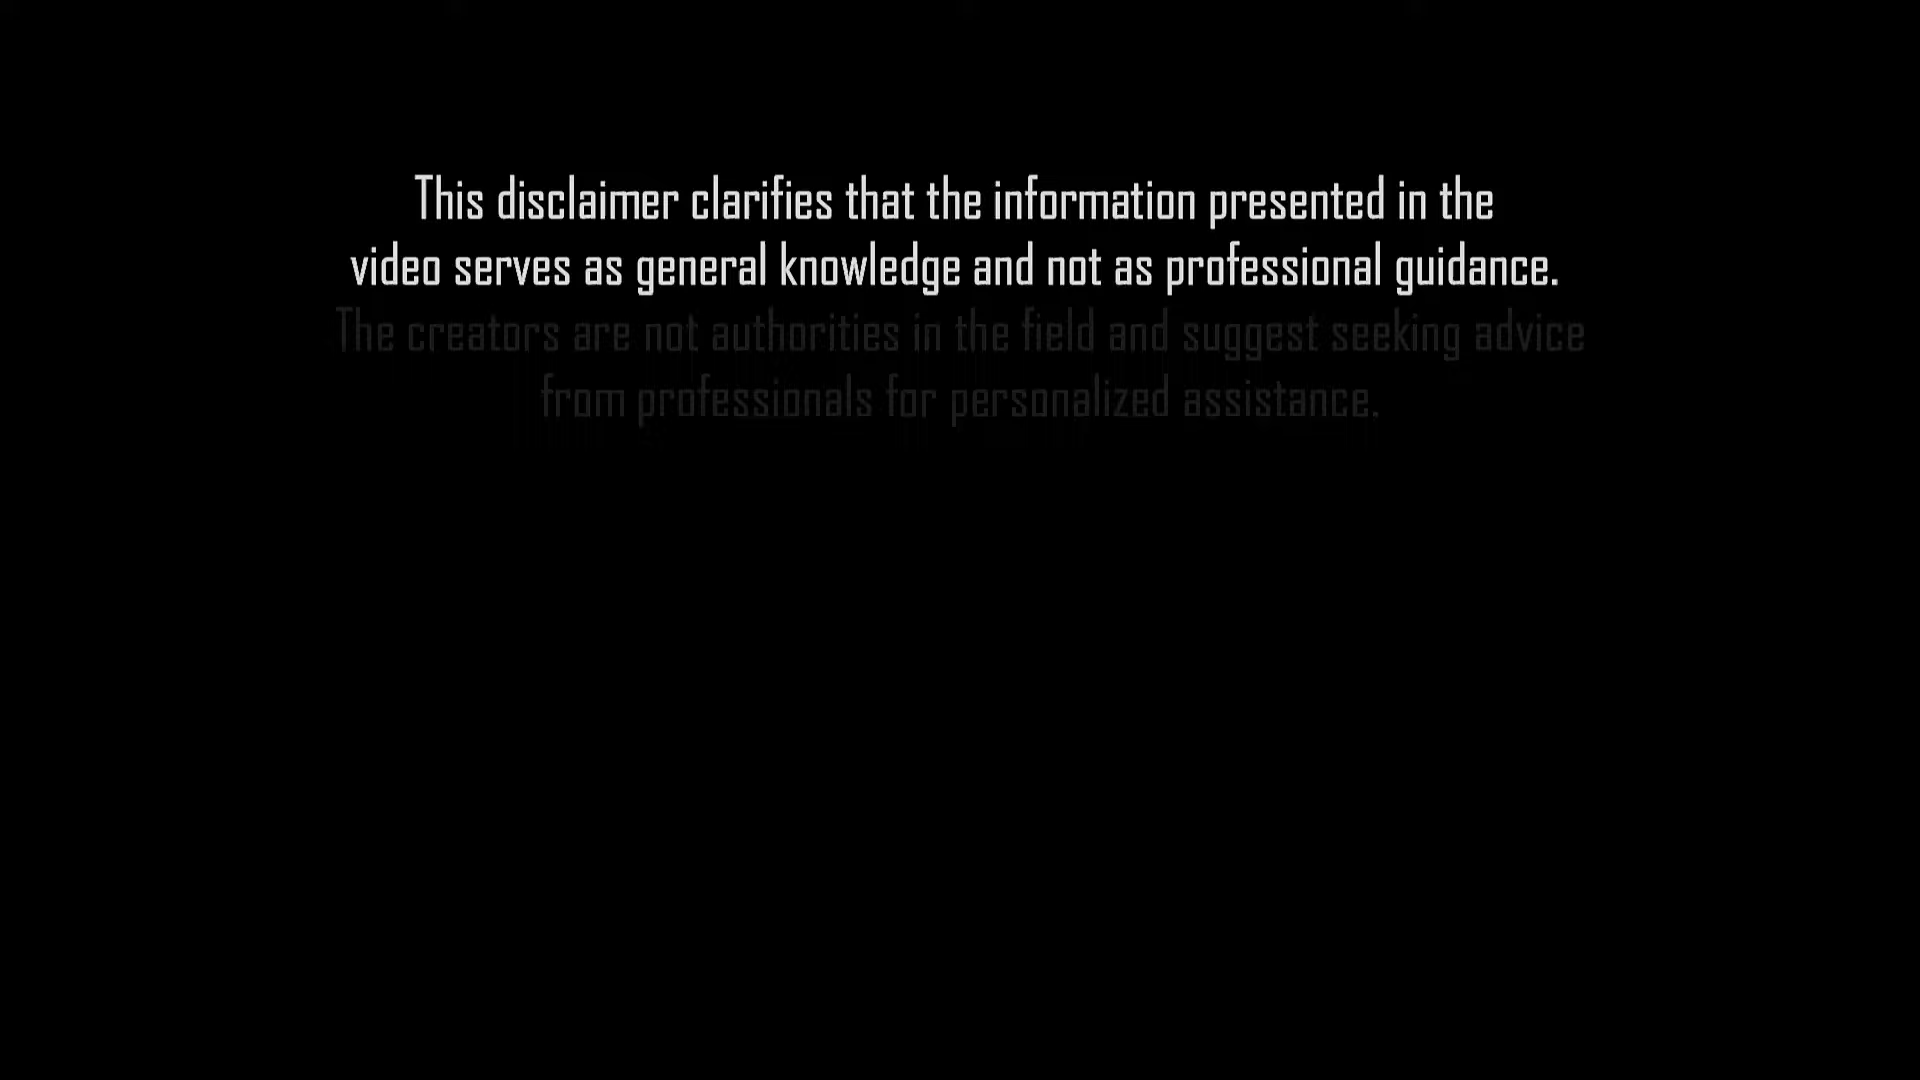 This disclaimer clarifies that the information presented in the
video serves as general knowledge and not as professional guidance.
The creators are not authorities in the field and suggest seeking advice
from professionals for personalized assistance.